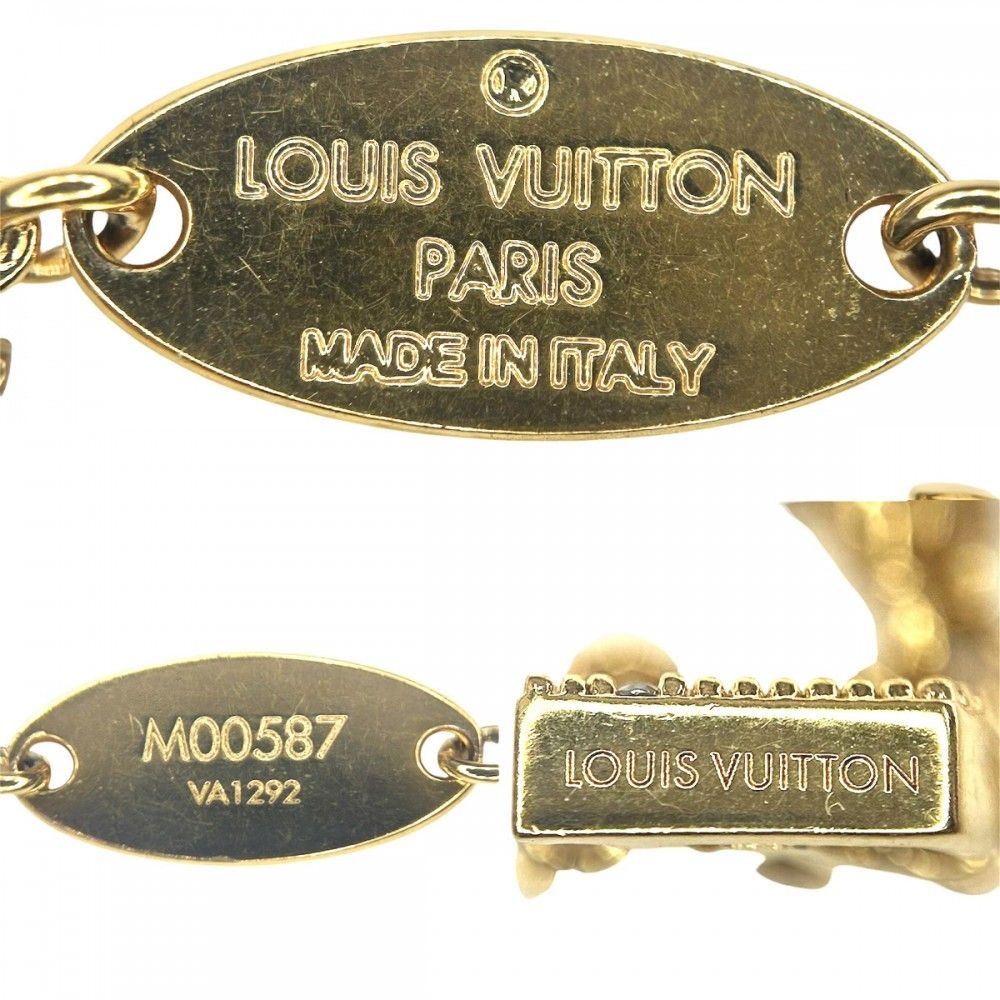 LOUIS VUITTON
PARIS
MADE IN ITALY
M00587
VA1292
LOUIS VUITTON